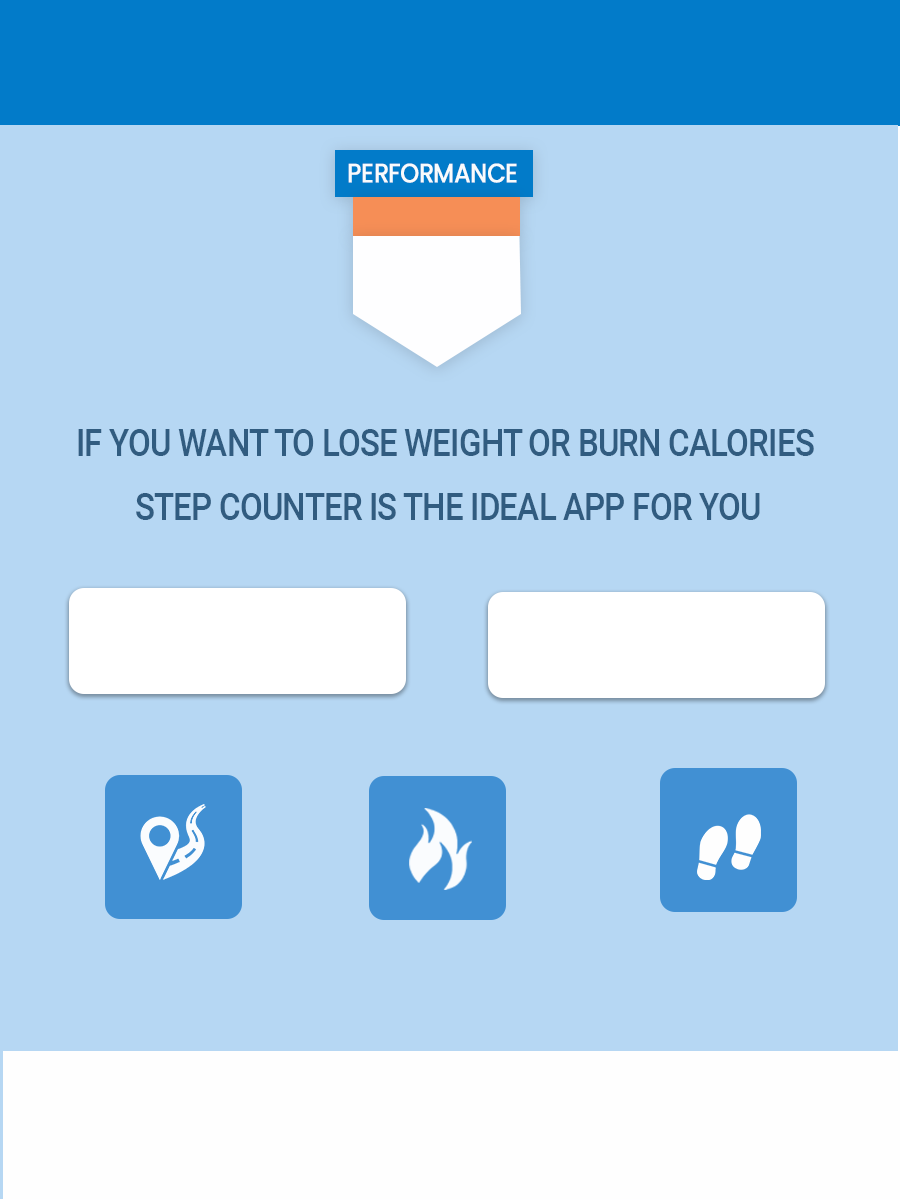 PERFORMANCE
IF YOU WANT TO LOSE WEIGHT OR BURN CALORIES
STEP COUNTER IS THE IDEAL APP FOR YOU